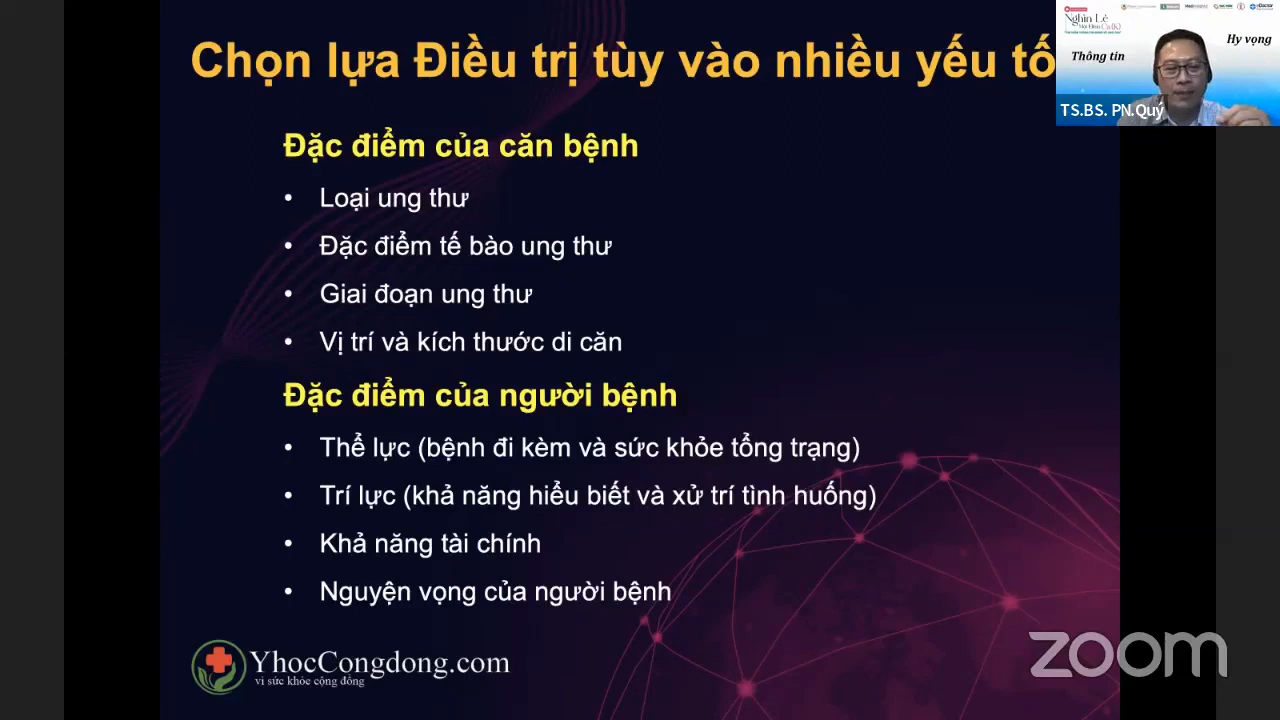 Chọn lựa Điều trị tùy vào nhiều yếu tố
Nghìn Lẻ
Thông tin
Hy vọng
TS.BS. PN.Quý
Đặc điểm của căn bệnh
• Loại ung thư
• Đặc điểm tế bào ung thư
• Giai đoạn ung thư
• Vị trí và kích thước di căn
Đặc điểm của người bệnh
• Thể lực (bệnh đi kèm và sức khỏe tổng trạng)
• Trí lực (khả năng hiểu biết và xử trí tình huống)
• Khả năng tài chính
• Nguyện vọng của người bệnh
YhocCongdong.com
vì sức khỏe cộng đồng
zoom